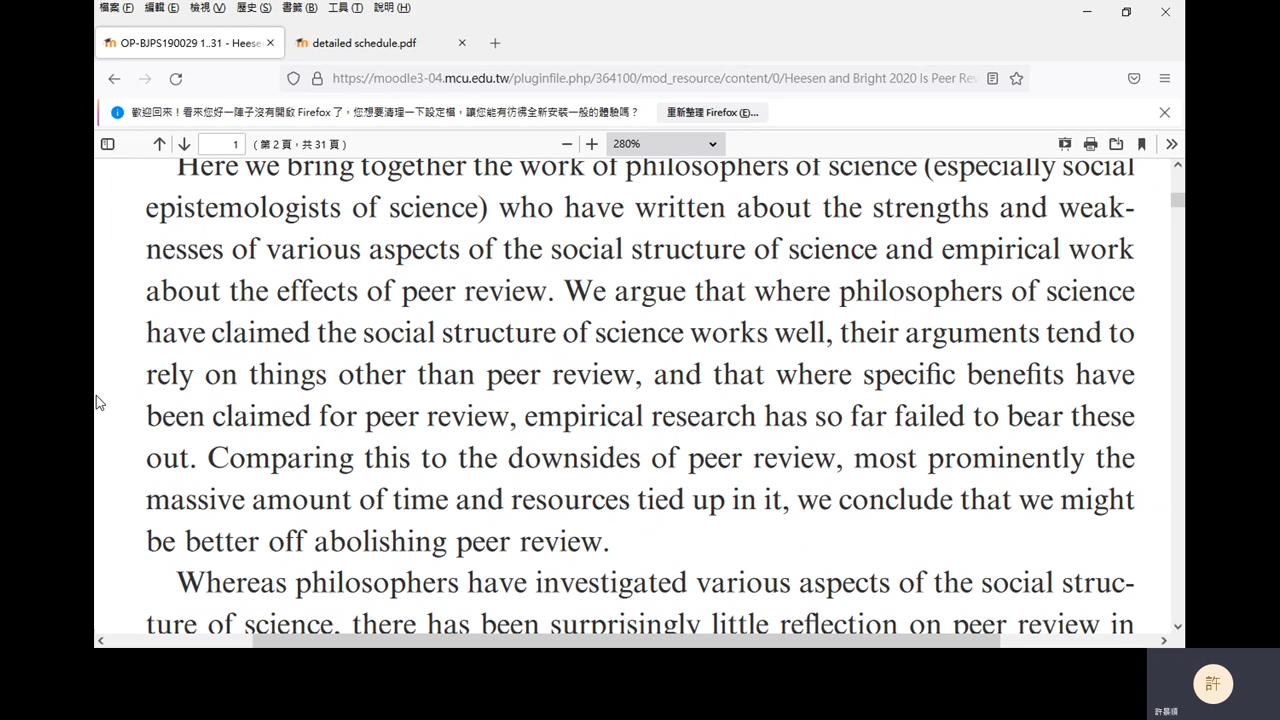 檔案 (F) 編輯 (E) 檢視 (V) 歷史 (S) 書籤 (B) 工具 (T) 說明 (H)
OP-BJPS190029 1..31 - Heese
detailed schedule.pdf
https://moodle3-04.mcu.edu.tw/pluginfile.php/364100/mod_resource/content/0/Heesen and Bright 2020 Is Peer Rev
歡迎回來！看來您好一陣子沒有開啟 Firefox 了，您想要清理一下設定檔，讓您能有彷彿全新安裝一般的體驗嗎？ 重新整理 Firefox (E)…
1 (第 2 頁，共 31 頁) 280%
Here we bring together the work of philosophers of science (especially social
epistemologists of science) who have written about the strengths and weak-
nesses of various aspects of the social structure of science and empirical work
about the effects of peer review. We argue that where philosophers of science
have claimed the social structure of science works well, their arguments tend to
rely on things other than peer review, and that where specific benefits have
been claimed for peer review, empirical research has so far failed to bear these
out. Comparing this to the downsides of peer review, most prominently the
massive amount of time and resources tied up in it, we conclude that we might
be better off abolishing peer review.
Whereas philosophers have investigated various aspects of the social struc-
ture of science, there has been surprisingly little reflection on peer review in
許